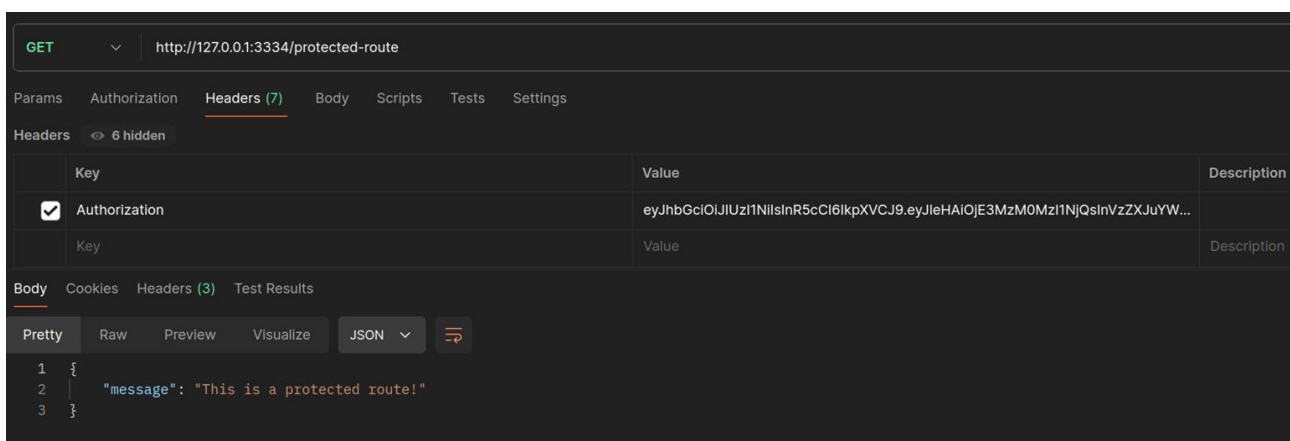 GET http://127.0.0.1:3334/protected-route
Params Authorization Headers (7) Body Scripts Tests Settings
Headers 6 hidden
Key Value Description
Authorization eyJhbGciOiJIUzI1NiIsInR5cCI6IkpXVCJ9.eyJleHAiOjE3MzM0MzI1NjQsInVzZXJuYW...
Key Value Description
Body Cookies Headers (3) Test Results
Pretty Raw Preview Visualize JSON
1 {
2 "message": "This is a protected route!"
3 }